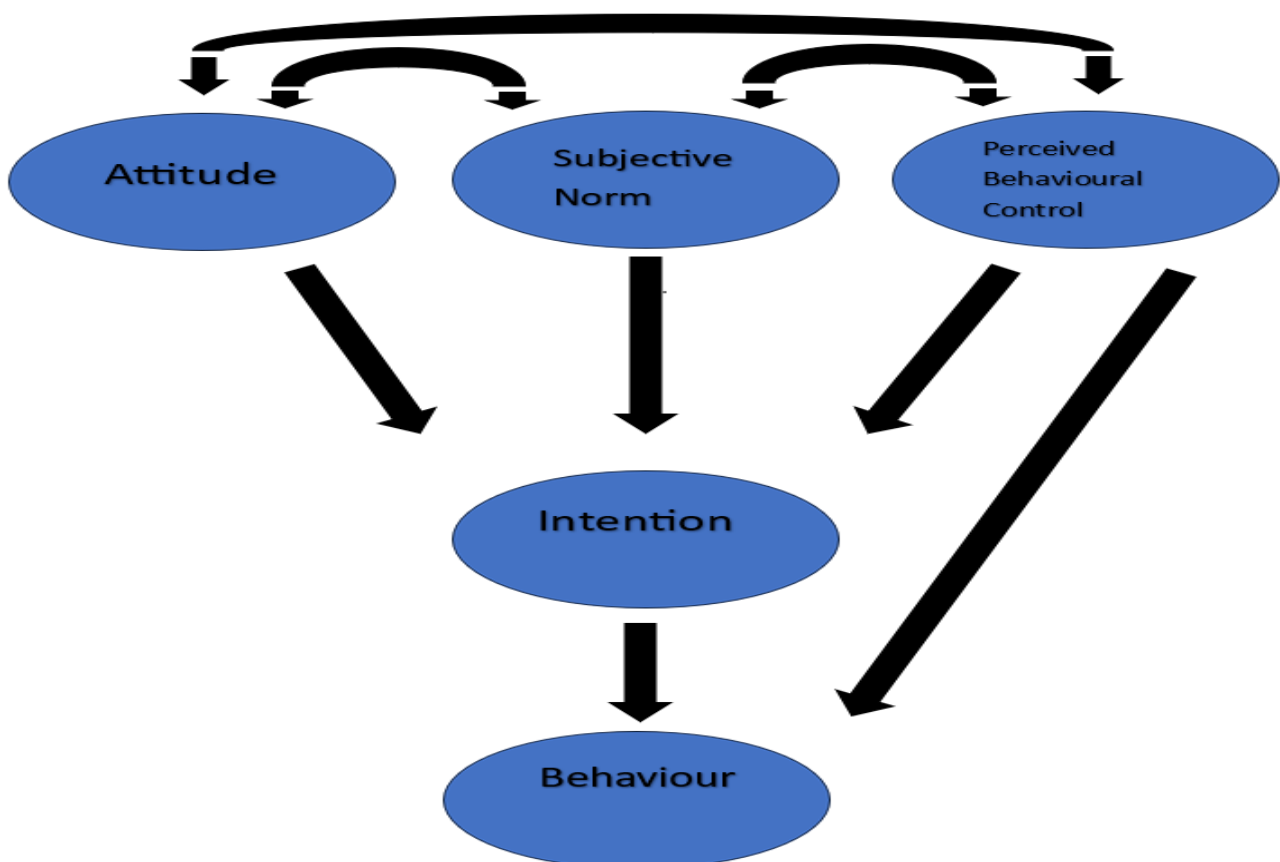 Attitude
Subjective
Norm
Perceived
Behavioural
Control
Intention
Behaviour